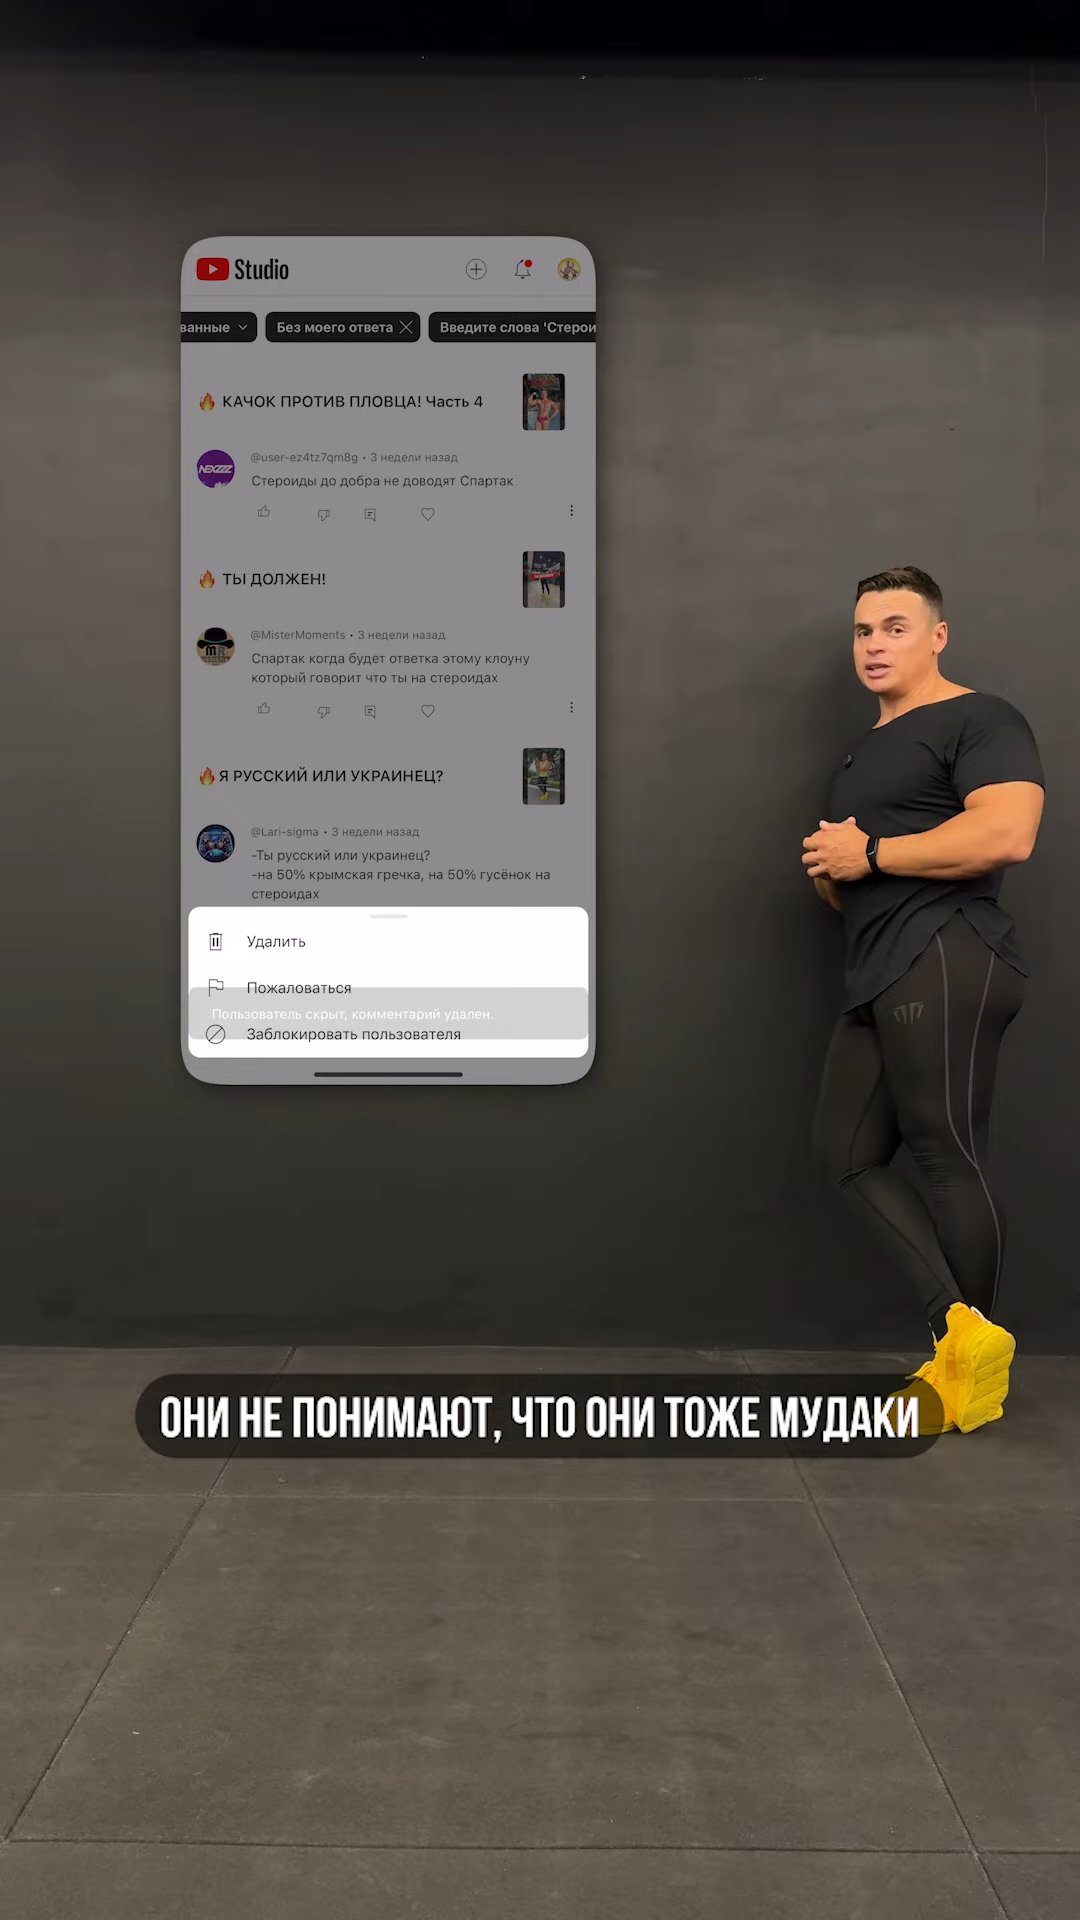 Studio
ванные
Без моего ответа
Введите слова 'Стерои
КАЧОК ПРОТИВ ПЛОВЦА! Часть 4
@user-ez4tz7qm8g • 3 недели назад
NEXZZZ
Стероиды до добра не доводят Спартак
ТЫ ДОЛЖЕН!
@MisterMoments • 3 недели назад
Спартак когда будет ответка этому клоуну
который говорит что ты на стероидах
Я РУССКИЙ ИЛИ УКРАИНЕЦ?
@Lari-sigma • 3 недели назад
-Ты русский или украинец?
-на 50% крымская гречка, на 50% гусёнок на
стероидах
Удалить
Пожаловаться
Пользователь скрыт, комментарий удален.
Заблокировать пользователя
ОНИ НЕ ПОНИМАЮТ, ЧТО ОНИ ТОЖЕ МУДАКИ